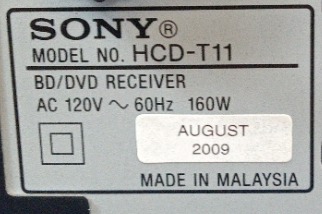 SONY®
MODEL NO. HCD-T11
BD/DVD RECEIVER
AC 120V ~ 60Hz 160W
AUGUST
2009
MADE IN MALAYSIA